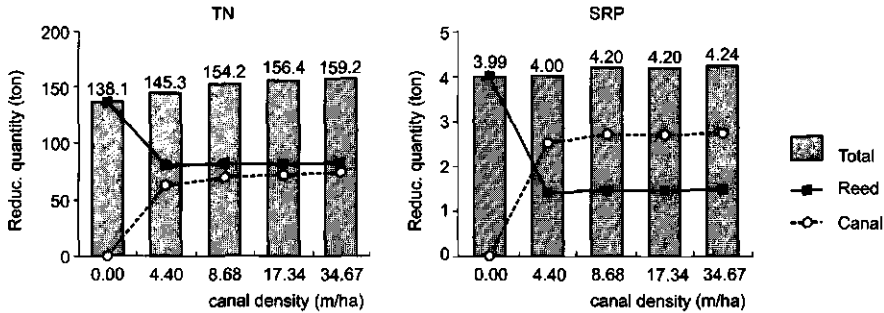 TN
Reduc. quantity (ton)
200
150
100
50
0
138.1
145.3
154.2
156.4
159.2
0.00 4.40 8.68 17.34 34.67
canal density (m/ha)
SRP
Reduc. quantity (ton)
5
4
3
2
1
0
3.99
4.00
4.20
4.20
4.24
0.00 4.40 8.68 17.34 34.67
canal density (m/ha)
Total
Reed
Canal